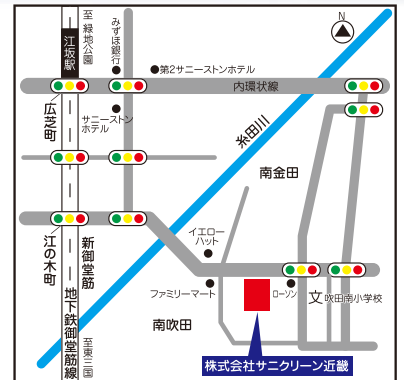 至 緑地公園
みずほ銀行
N
江坂駅
第2サニーストンホテル
内環状線
広芝町
サニーストン
ホテル
糸田川
南金田
イエロー
ハット
江の木町
新御堂筋
ファミリーマート
ローソン
文 吹田南小学校
地下鉄御堂筋線
南吹田
至東三国
株式会社サニクリーン近畿